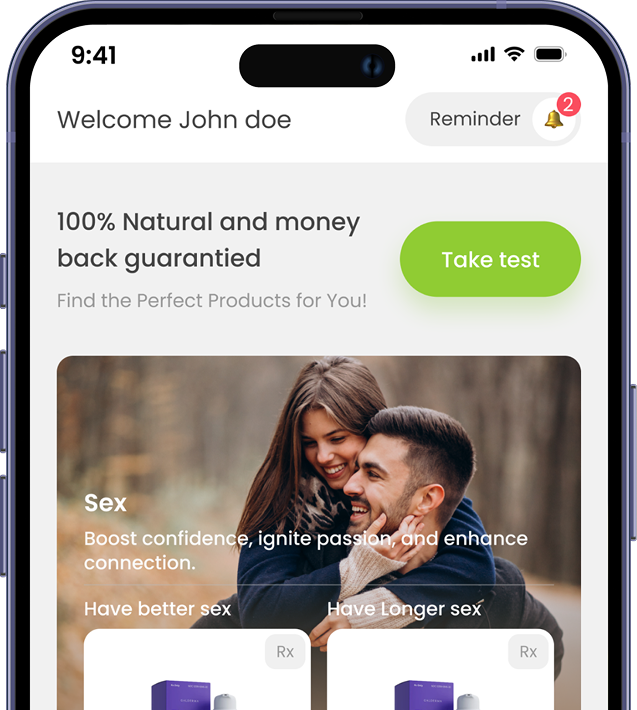 9:41
Welcome John doe
Reminder
2
100% Natural and money
back guarantied
Find the Perfect Products for You!
Take test
Sex
Boost confidence, ignite passion, and enhance
connection.
Have better sex
Have Longer sex
Rx
Rx